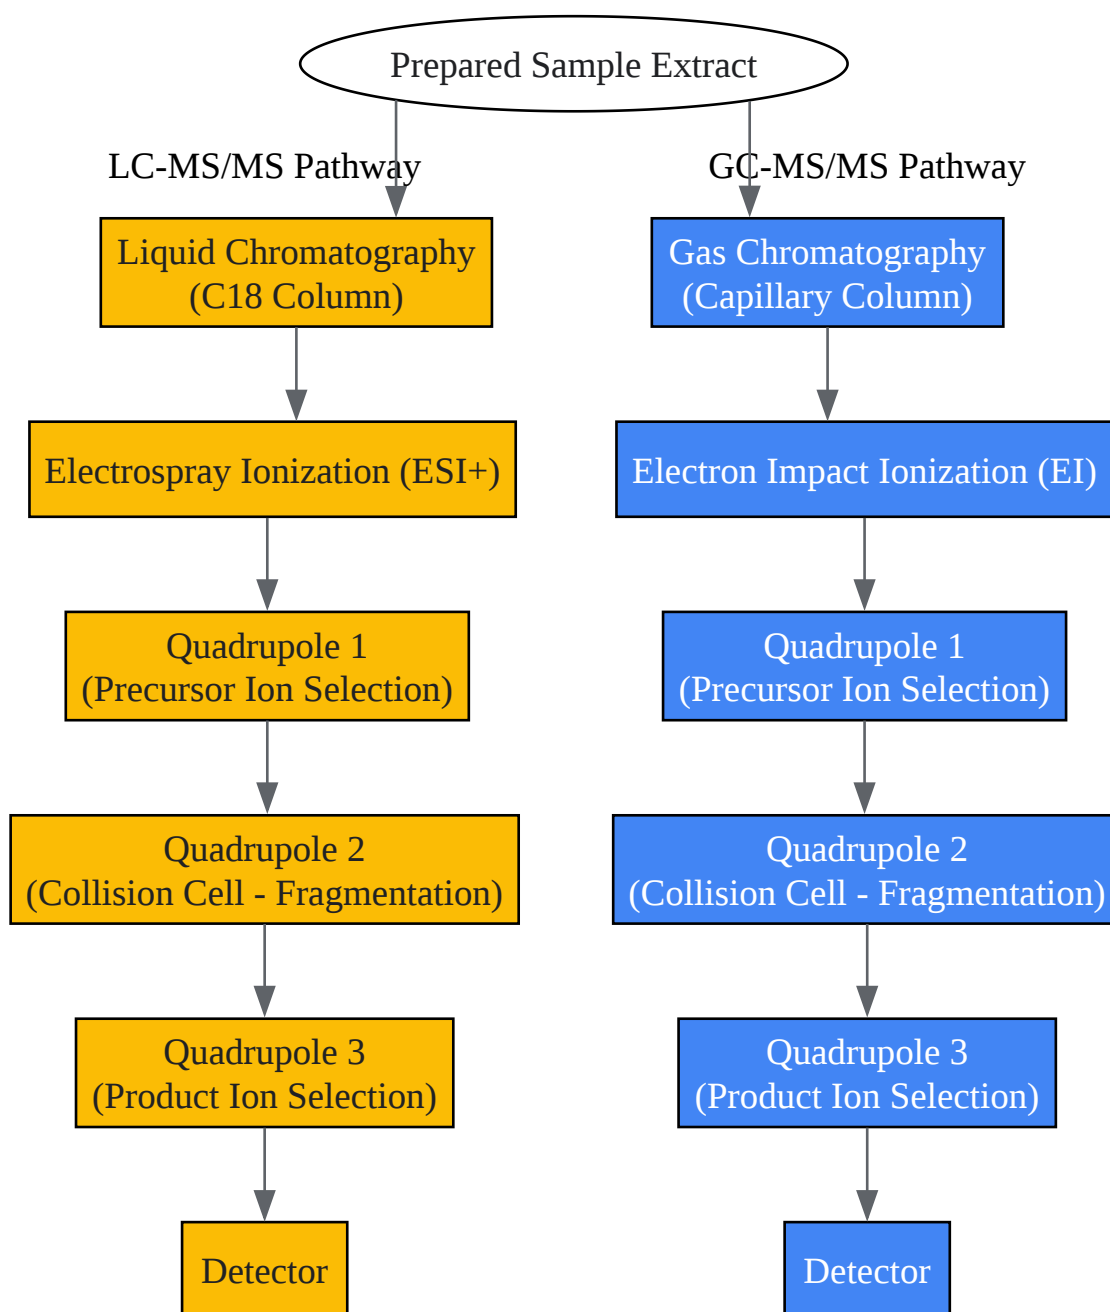 Prepared Sample Extract
LC-MS/MS Pathway
Liquid Chromatography
(C18 Column)
Electrospray Ionization (ESI+)
Quadrupole 1
(Precursor Ion Selection)
Quadrupole 2
(Collision Cell - Fragmentation)
Quadrupole 3
(Product Ion Selection)
Detector
GC-MS/MS Pathway
Gas Chromatography
(Capillary Column)
Electron Impact Ionization (EI)
Quadrupole 1
(Precursor Ion Selection)
Quadrupole 2
(Collision Cell - Fragmentation)
Quadrupole 3
(Product Ion Selection)
Detector